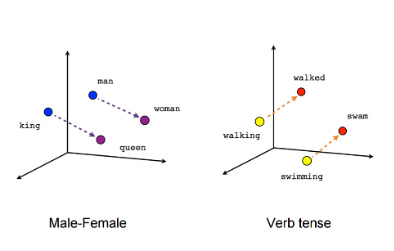 man
woman
king
queen
Male-Female
walked
swam
walking
swimming
Verb tense